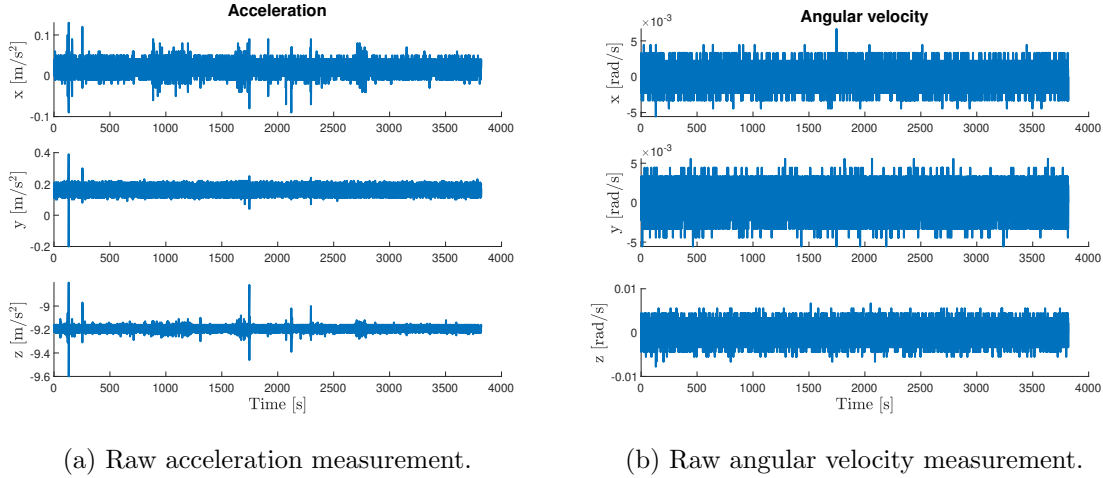 Acceleration
x [m/s²]
0.1
0
-0.1
0 500 1000 1500 2000 2500 3000 3500 4000
y [m/s²]
0.4
0.2
0
-0.2
0 500 1000 1500 2000 2500 3000 3500 4000
z [m/s²]
-9
-9.2
-9.4
-9.6
0 500 1000 1500 2000 2500 3000 3500 4000
Time [s]
(a) Raw acceleration measurement.
Angular velocity
×10⁻³
x [rad/s]
5
0
-5
0 500 1000 1500 2000 2500 3000 3500 4000
×10⁻³
y [rad/s]
5
0
-5
0 500 1000 1500 2000 2500 3000 3500 4000
z [rad/s]
0.01
0
-0.01
0 500 1000 1500 2000 2500 3000 3500 4000
Time [s]
(b) Raw angular velocity measurement.